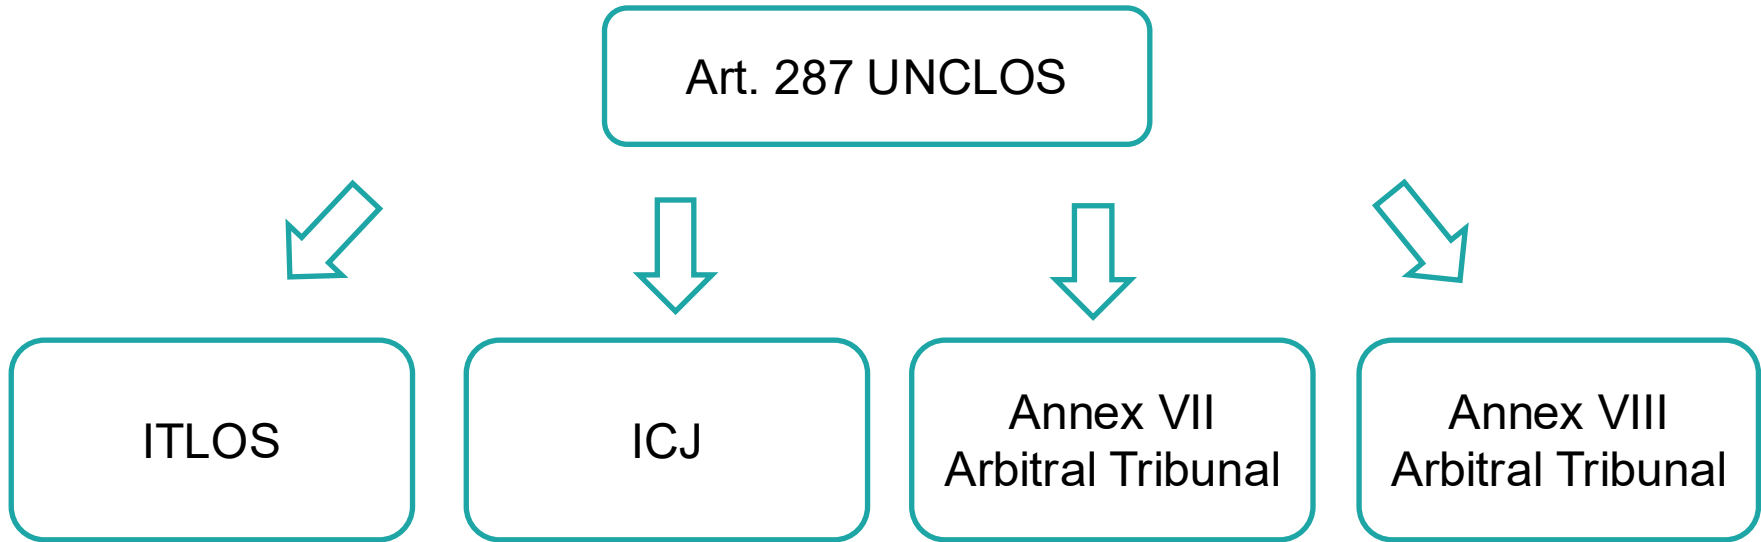 Art. 287 UNCLOS
ITLOS
ICJ
Annex VII
Arbitral Tribunal
Annex VIII
Arbitral Tribunal